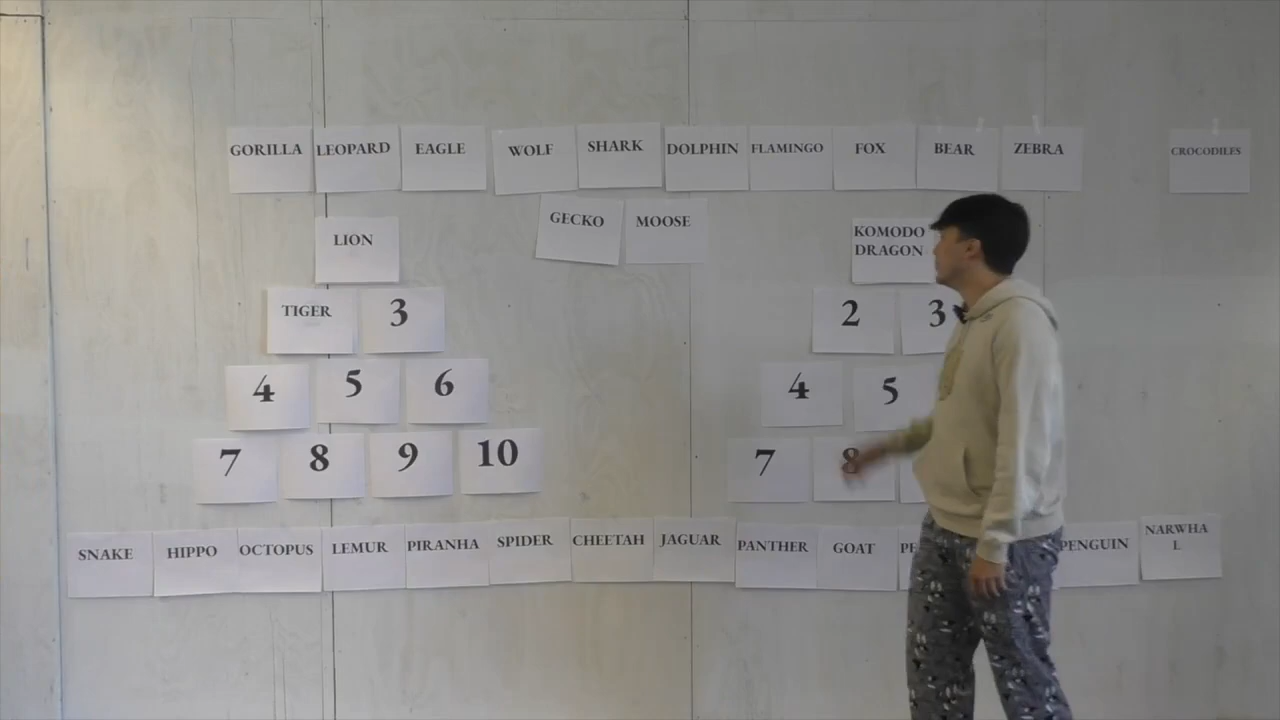 GORILLA LEOPARD EAGLE WOLF SHARK DOLPHIN FLAMINGO FOX BEAR ZEBRA CROCODILES
GECKO MOOSE
LION
KOMODO
DRAGON
TIGER 3
2 3
4 5 6
4 5
7 8 9 10
7 8
SNAKE HIPPO OCTOPUS LEMUR PIRANHA SPIDER CHEETAH JAGUAR PANTHER GOAT PENGUIN NARWHA
L